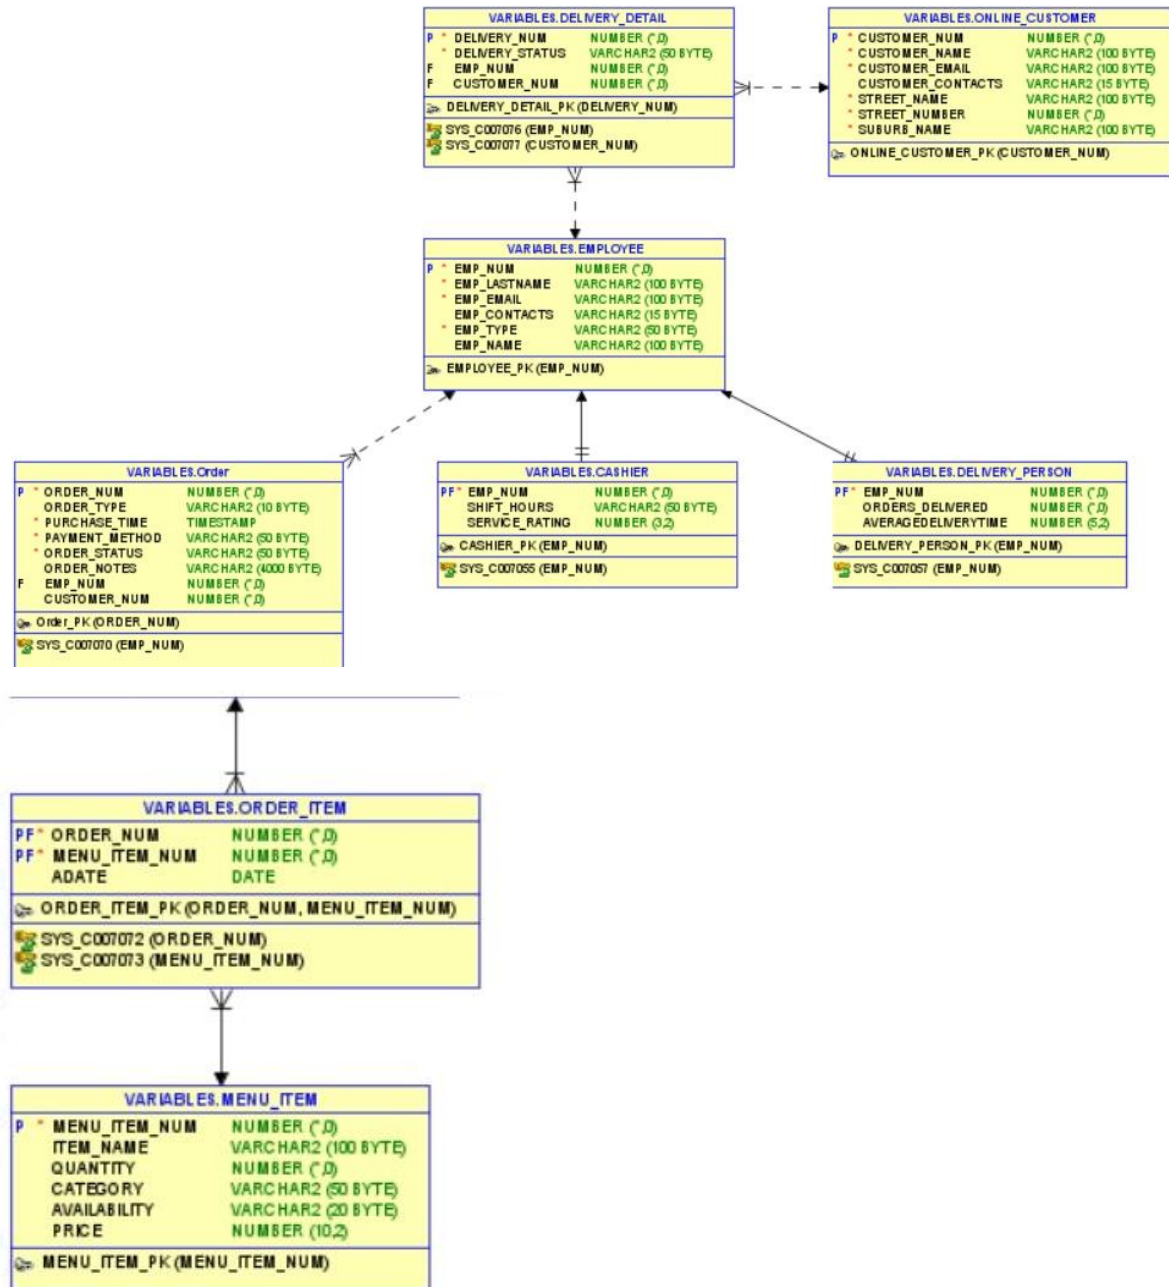 VARIABLES.DELIVERY_DETAIL
P * DELIVERY_NUM NUMBER (*,0)
* DELIVERY_STATUS VARCHAR2 (50 BYTE)
F EMP_NUM NUMBER (*,0)
F CUSTOMER_NUM NUMBER (*,0)
DELIVERY_DETAIL_PK (DELIVERY_NUM)
SYS_C007076 (EMP_NUM)
SYS_C007077 (CUSTOMER_NUM)
VARIABLES.ONLINE_CUSTOMER
P * CUSTOMER_NUM NUMBER (*,0)
* CUSTOMER_NAME VARCHAR2 (100 BYTE)
* CUSTOMER_EMAIL VARCHAR2 (100 BYTE)
CUSTOMER_CONTACTS VARCHAR2 (15 BYTE)
* STREET_NAME VARCHAR2 (100 BYTE)
* STREET_NUMBER NUMBER (*,0)
* SUBURB_NAME VARCHAR2 (100 BYTE)
ONLINE_CUSTOMER_PK (CUSTOMER_NUM)
VARIABLES.EMPLOYEE
P * EMP_NUM NUMBER (*,0)
* EMP_LASTNAME VARCHAR2 (100 BYTE)
* EMP_EMAIL VARCHAR2 (100 BYTE)
EMP_CONTACTS VARCHAR2 (15 BYTE)
* EMP_TYPE VARCHAR2 (50 BYTE)
EMP_NAME VARCHAR2 (100 BYTE)
EMPLOYEE_PK (EMP_NUM)
VARIABLES.Order
P * ORDER_NUM NUMBER (*,0)
ORDER_TYPE VARCHAR2 (10 BYTE)
* PURCHASE_TIME TIMESTAMP
* PAYMENT_METHOD VARCHAR2 (50 BYTE)
* ORDER_STATUS VARCHAR2 (50 BYTE)
ORDER_NOTES VARCHAR2 (4000 BYTE)
F EMP_NUM NUMBER (*,0)
CUSTOMER_NUM NUMBER (*,0)
Order_PK (ORDER_NUM)
SYS_C007070 (EMP_NUM)
VARIABLES.CASHIER
PF * EMP_NUM NUMBER (*,0)
SHIFT_HOURS VARCHAR2 (50 BYTE)
SERVICE_RATING NUMBER (3,2)
CASHIER_PK (EMP_NUM)
SYS_C007055 (EMP_NUM)
VARIABLES.DELIVERY_PERSON
PF * EMP_NUM NUMBER (*,0)
ORDERS_DELIVERED NUMBER (*,0)
AVERAGEDELIVERYTIME NUMBER (5,2)
DELIVERY_PERSON_PK (EMP_NUM)
SYS_C007057 (EMP_NUM)
VARIABLES.ORDER_ITEM
PF * ORDER_NUM NUMBER (*,0)
PF * MENU_ITEM_NUM NUMBER (*,0)
ADATE DATE
ORDER_ITEM_PK (ORDER_NUM, MENU_ITEM_NUM)
SYS_C007072 (ORDER_NUM)
SYS_C007073 (MENU_ITEM_NUM)
VARIABLES.MENU_ITEM
P * MENU_ITEM_NUM NUMBER (*,0)
ITEM_NAME VARCHAR2 (100 BYTE)
QUANTITY NUMBER (*,0)
CATEGORY VARCHAR2 (50 BYTE)
AVAILABILITY VARCHAR2 (20 BYTE)
PRICE NUMBER (10,2)
MENU_ITEM_PK (MENU_ITEM_NUM)